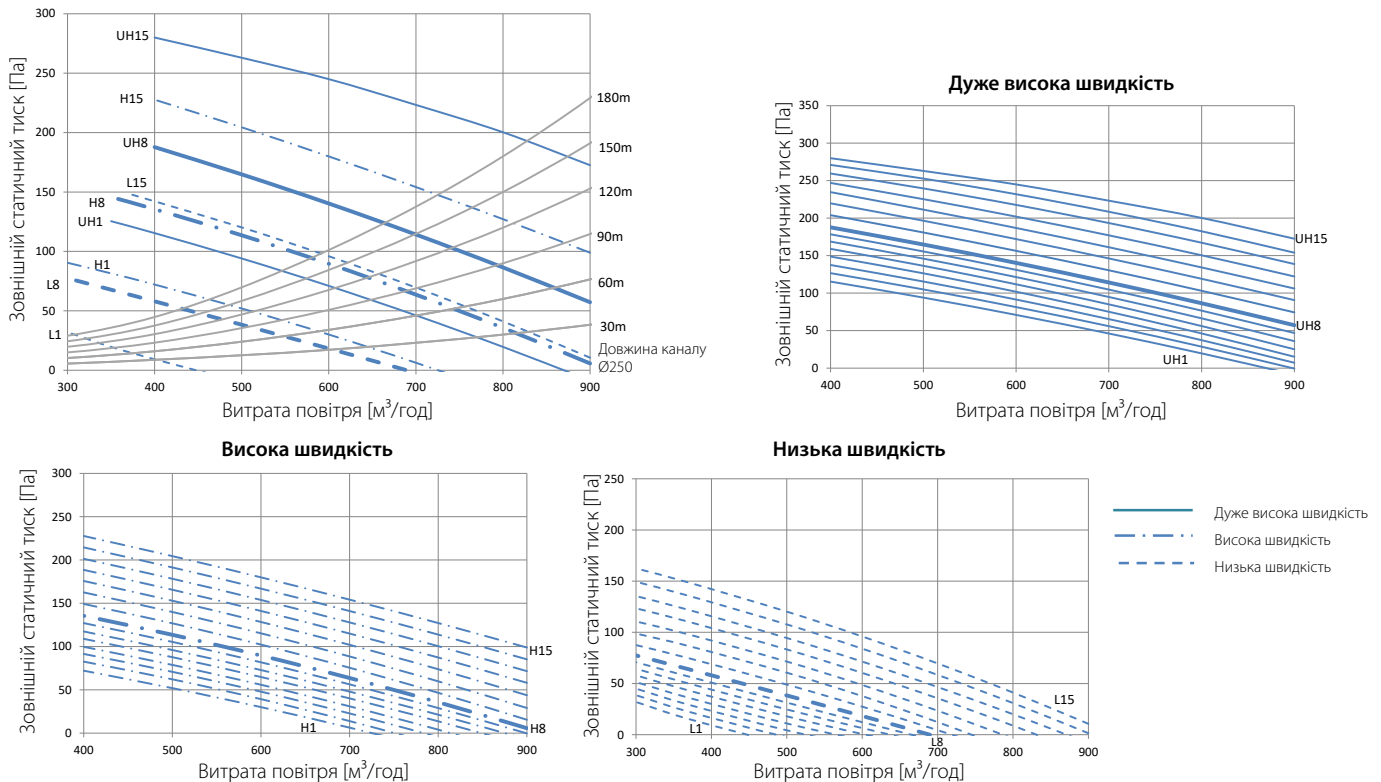 Зовнішній статичний тиск [Па]
300
250
200
150
100
50
0
UH15
H15
UH8
L15
H8
UH1
H1
L8
L1
180m
150m
120m
90m
60m
30m
Довжина каналу
Ø250
300 400 500 600 700 800 900
Витрата повітря [м³/год]
Дуже висока швидкість
Зовнішній статичний тиск [Па]
350
300
250
200
150
100
50
0
UH15
UH8
UH1
400 500 600 700 800 900
Витрата повітря [м³/год]
Висока швидкість
Зовнішній статичний тиск [Па]
300
250
200
150
100
50
0
H15
H1
H8
400 500 600 700 800 900
Витрата повітря [м³/год]
Низька швидкість
Зовнішній статичний тиск [Па]
250
200
150
100
50
0
L15
L1
L8
300 400 500 600 700 800 900
Витрата повітря [м³/год]
Дуже висока швидкість
Висока швидкість
Низька швидкість